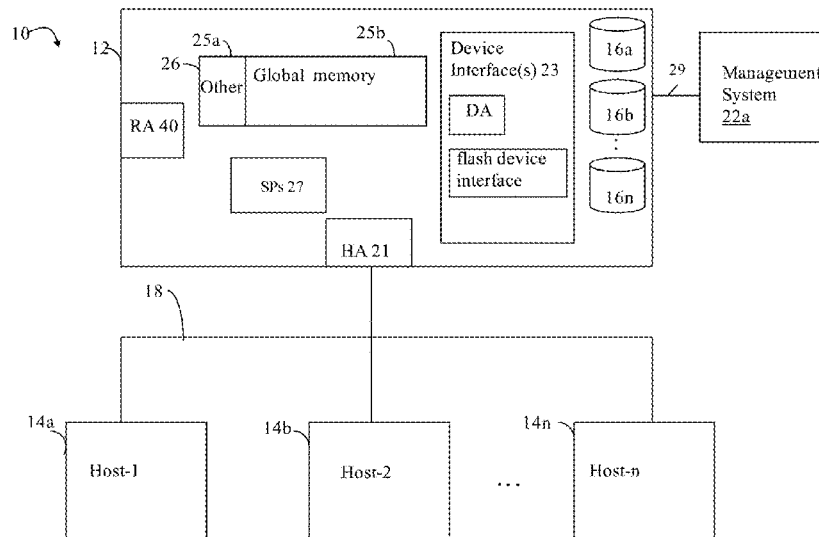 10
12
25a
25b
26
Other
Global memory
RA 40
SPs 27
HA 21
Device
Interface(s) 23
DA
flash device
interface
16a
16b
⋮
16n
29
Management
System
22a
18
14a
Host-1
14b
Host-2
...
14n
Host-n